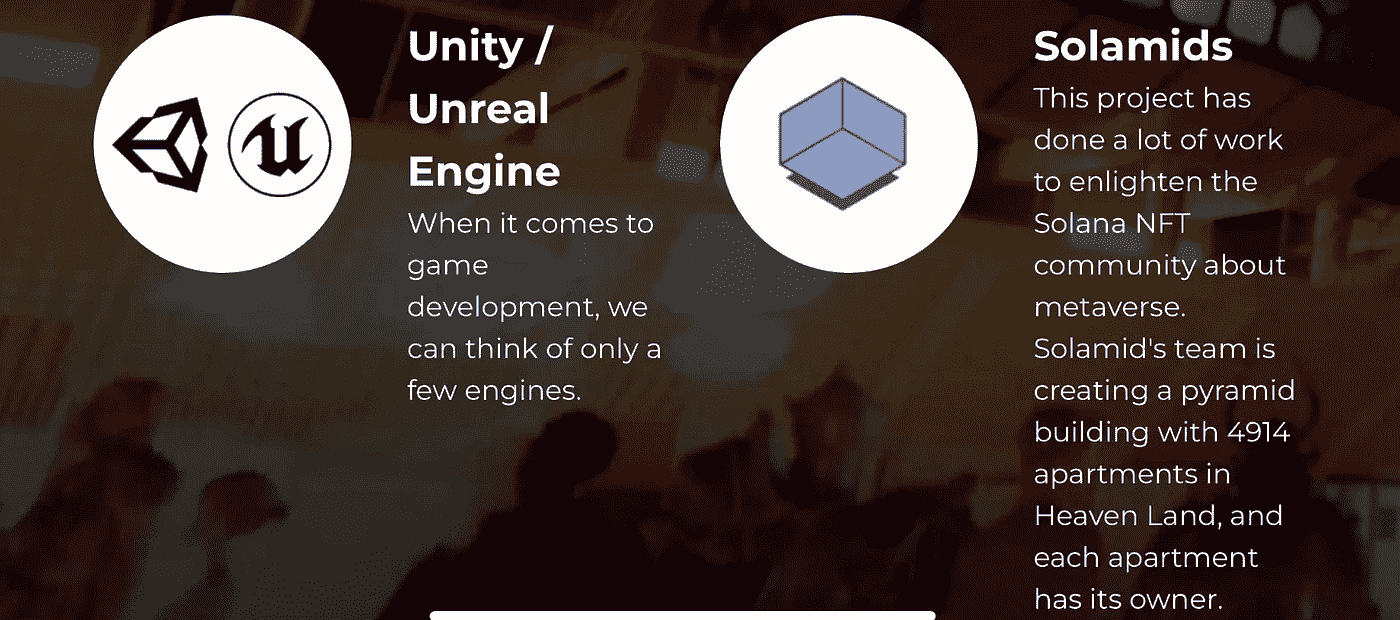 Unity /
Unreal
Engine
When it comes to
game
development, we
can think of only a
few engines.
Solamids
This project has
done a lot of work
to enlighten the
Solana NFT
community about
metaverse.
Solamid's team is
creating a pyramid
building with 4914
apartments in
Heaven Land, and
each apartment
has its owner.